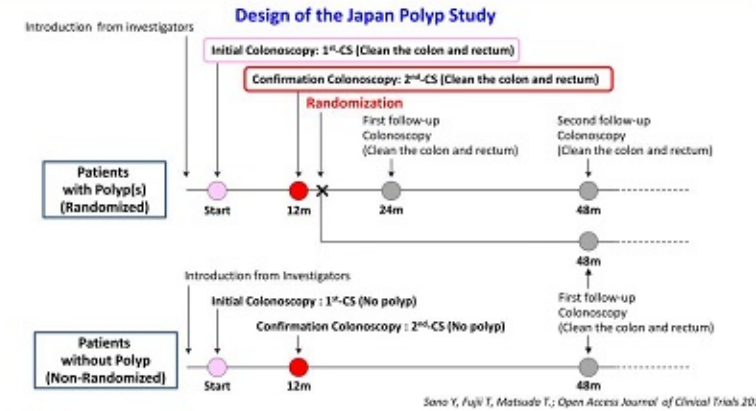 Design of the Japan Polyp Study
Introduction from investigators
Initial Colonoscopy: 1st-CS (Clean the colon and rectum)
Confirmation Colonoscopy: 2nd-CS (Clean the colon and rectum)
Randomization
First follow-up
Colonoscopy
(Clean the colon and rectum)
Second follow-up
Colonoscopy
(Clean the colon and rectum)
Patients
with Polyp(s)
(Randomized)
Start
12m
24m
48m
48m
Introduction from Investigators
Initial Colonoscopy : 1st-CS (No polyp)
Confirmation Colonoscopy : 2nd-CS (No polyp)
First follow-up
Colonoscopy
(Clean the colon and rectum)
Patients
without Polyp
(Non-Randomized)
Start
12m
48m
Sano Y, Fujii T, Matsuda T.; Open Access Journal of Clinical Trials